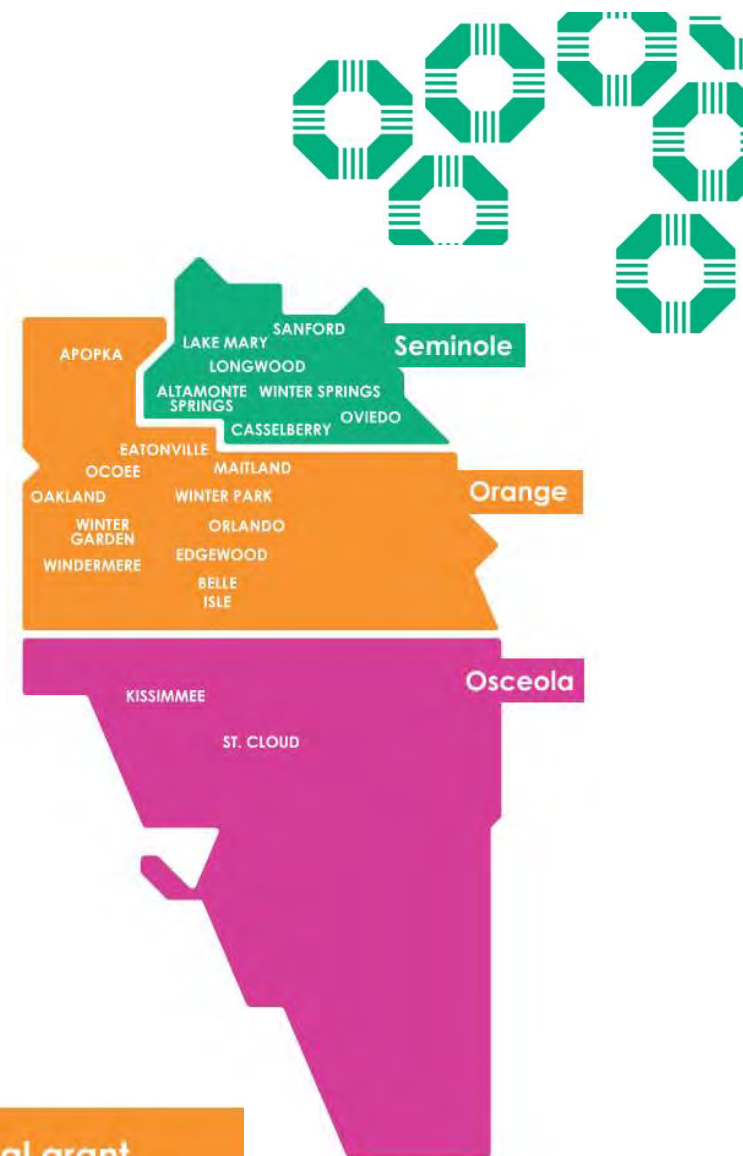 SANFORD
LAKE MARY
Seminole
APOPKA
LONGWOOD
ALTAMONTE
SPRINGS
WINTER SPRINGS
OVIEDO
CASSELBERRY
EATONVILLE
OCOEE
MAITLAND
Orange
OAKLAND
WINTER PARK
WINTER
GARDEN
ORLANDO
WINDERMERE
EDGEWOOD
BELLE
ISLE
Osceola
KISSIMMEE
ST. CLOUD
grant